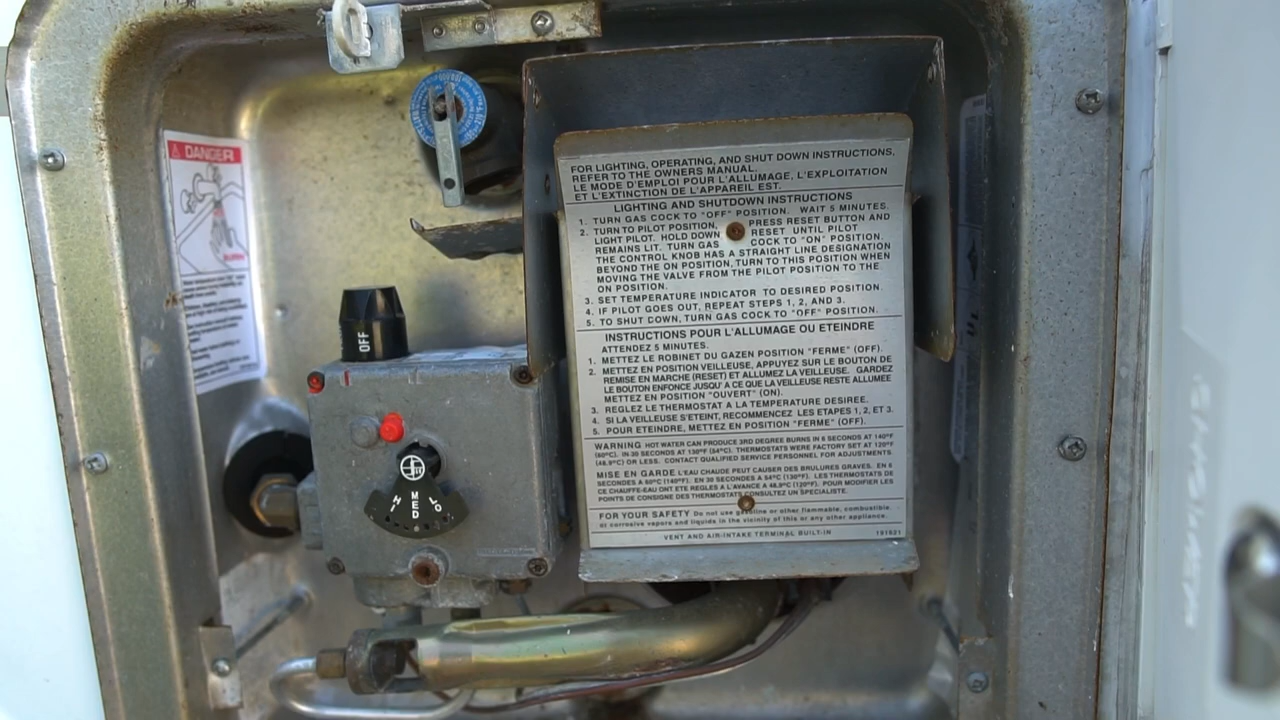 DANGER
OFF
HI
MED
LO
FOR LIGHTING, OPERATING, AND SHUT DOWN INSTRUCTIONS,
REFER TO THE OWNERS MANUAL.
LE MODE D'EMPLOI POUR L'ALLUMAGE, L'EXPLOITATION
ET L'EXTINCTION DE L'APPAREIL EST.
LIGHTING AND SHUTDOWN INSTRUCTIONS
1. TURN GAS COCK TO "OFF" POSITION. WAIT 5 MINUTES.
2. TURN TO PILOT POSITION, PRESS RESET BUTTON AND
LIGHT PILOT. HOLD DOWN RESET UNTIL PILOT
REMAINS LIT. TURN GAS COCK TO "ON" POSITION.
THE CONTROL KNOB HAS A STRAIGHT LINE DESIGNATION
BEYOND THE ON POSITION, TURN TO THIS POSITION WHEN
MOVING THE VALVE FROM THE PILOT POSITION TO THE
ON POSITION.
3. SET TEMPERATURE INDICATOR TO DESIRED POSITION.
4. IF PILOT GOES OUT, REPEAT STEPS 1, 2, AND 3.
5. TO SHUT DOWN, TURN GAS COCK TO "OFF" POSITION.
INSTRUCTIONS POUR L'ALLUMAGE OU ETEINDRE
ATTENDEZ 5 MINUTES.
1. METTEZ LE ROBINET DU GAZEN POSITION "FERME" (OFF).
2. METTEZ EN POSITION VEILLEUSE, APPUYEZ SUR LE BOUTON DE
REMISE EN MARCHE (RESET) ET ALLUMEZ LA VEILLEUSE. GARDEZ
LE BOUTON ENFONCE JUSQU' A CE QUE LA VEILLEUSE RESTE ALLUMEE
METTEZ EN POSITION "OUVERT" (ON).
3. REGLEZ LE THERMOSTAT A LA TEMPERATURE DESIREE.
4. SI LA VEILLEUSE S'ETEINT, RECOMMENCEZ LES ETAPES 1, 2, ET 3.
5. POUR ETEINDRE, METTEZ EN POSITION "FERME" (OFF).
WARNING HOT WATER CAN PRODUCE 3RD DEGREE BURNS IN 6 SECONDS AT 140°F
(60°C). IN 30 SECONDS AT 130°F (54°C). THERMOSTATS WERE FACTORY SET AT 120°F
(48.9°C) OR LESS. CONTACT QUALIFIED SERVICE PERSONNEL FOR ADJUSTMENTS.
MISE EN GARDE L'EAU CHAUDE PEUT CAUSER DES BRULURES GRAVES. EN 6
SECONDES A 60°C (140°F). EN 30 SECONDES A 54°C (130°F). LES THERMOSTATS DE
CE CHAUFFE-EAU ONT ETE REGLES A L'AVANCE A 48.9°C (120°F). POUR MODIFIER LES
POINTS DE CONSIGNE DES THERMOSTATS CONSULTEZ UN SPECIALISTE.
FOR YOUR SAFETY Do not use gasoline or other flammable, combustible,
or corrosive vapors and liquids in the vicinity of this or any other appliance.
VENT AND AIR-INTAKE TERMINAL BUILT-IN 191921